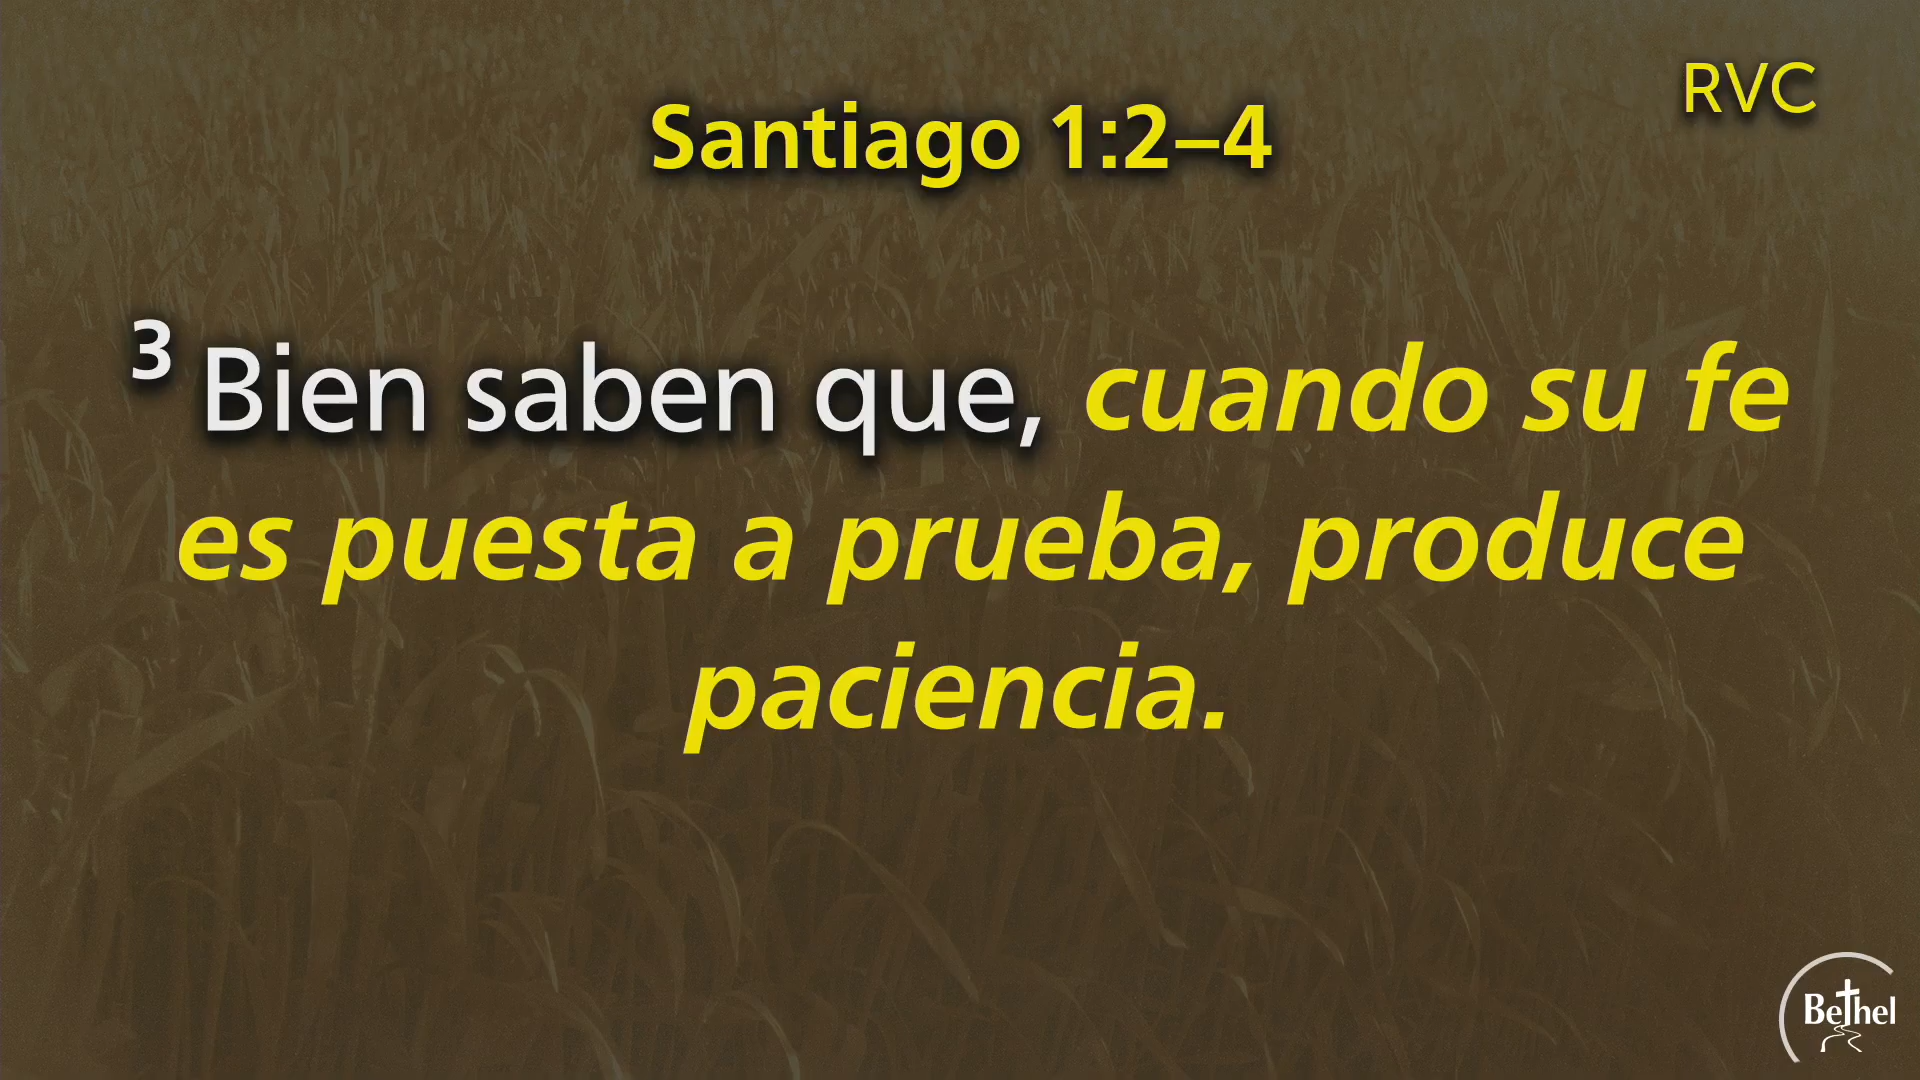 RVC
Santiago 1:2–4
3 Bien saben que, cuando su fe
es puesta a prueba, produce
paciencia.
Bethel